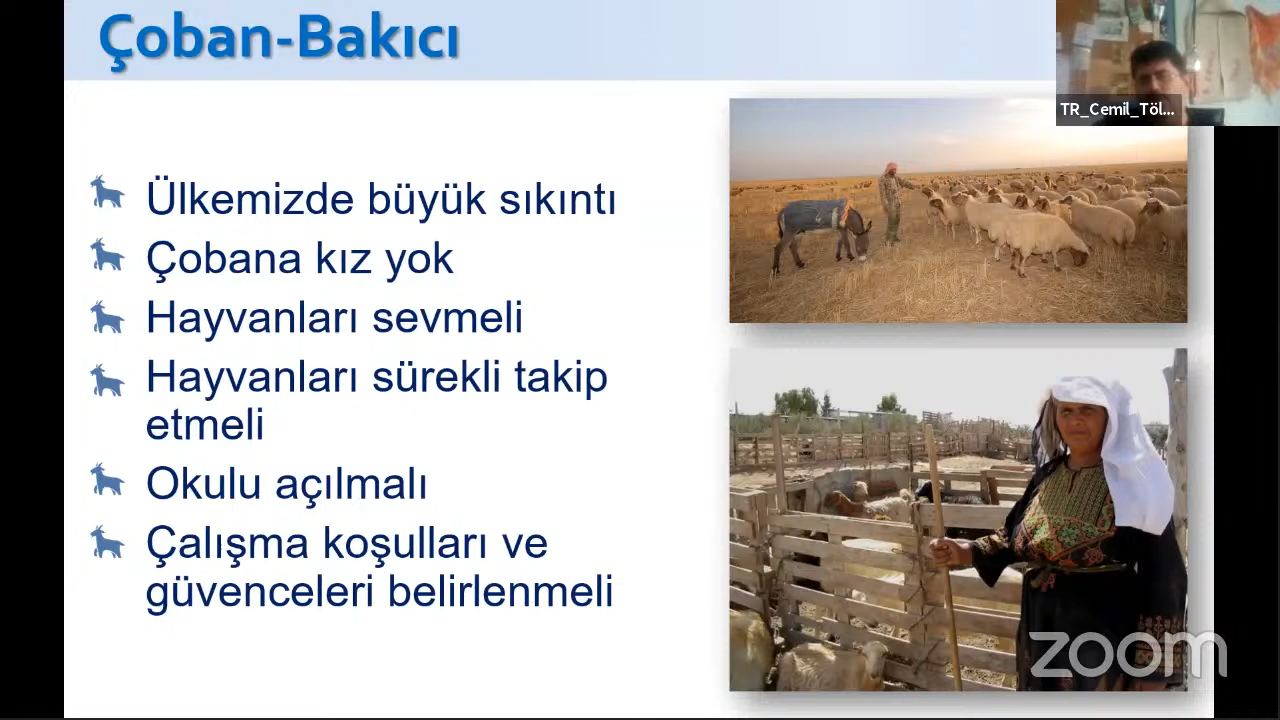 Çoban-Bakıcı
TR_Cemil_Töl...
Ülkemizde büyük sıkıntı
Çobana kız yok
Hayvanları sevmeli
Hayvanları sürekli takip
etmeli
Okulu açılmalı
Çalışma koşulları ve
güvenceleri belirlenmeli
zoom